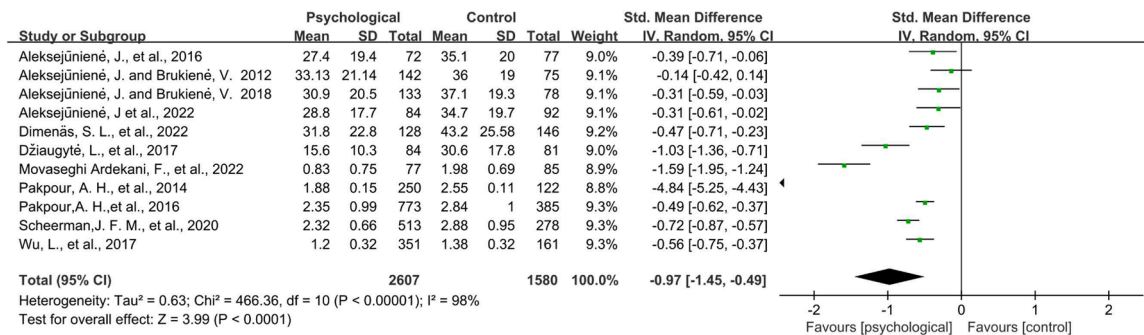 Psychological Control Std. Mean Difference Std. Mean Difference
Study or Subgroup Mean SD Total Mean SD Total Weight IV. Random, 95% CI IV. Random, 95% CI
Aleksejūnienė, J., et al., 2016 27.4 19.4 72 35.1 20 77 9.0% -0.39 [-0.71, -0.06]
Aleksejūnienė, J. and Brukienė, V. 2012 33.13 21.14 142 36 19 75 9.1% -0.14 [-0.42, 0.14]
Aleksejūnienė, J. and Brukienė, V. 2018 30.9 20.5 133 37.1 19.3 78 9.1% -0.31 [-0.59, -0.03]
Aleksejūnienė, J et al., 2022 28.8 17.7 84 34.7 19.7 92 9.1% -0.31 [-0.61, -0.02]
Dimenäs, S. L., et al., 2022 31.8 22.8 128 43.2 25.58 146 9.2% -0.47 [-0.71, -0.23]
Džiaugytė, L., et al., 2017 15.6 10.3 84 30.6 17.8 81 9.0% -1.03 [-1.36, -0.71]
Movaseghi Ardekani, F., et al., 2022 0.83 0.75 77 1.98 0.69 85 8.9% -1.59 [-1.95, -1.24]
Pakpour, A. H., et al., 2014 1.88 0.15 250 2.55 0.11 122 8.8% -4.84 [-5.25, -4.43]
Pakpour,A. H.,et al., 2016 2.35 0.99 773 2.84 1 385 9.3% -0.49 [-0.62, -0.37]
Scheerman,J. F. M., et al., 2020 2.32 0.66 513 2.88 0.95 278 9.3% -0.72 [-0.87, -0.57]
Wu, L., et al., 2017 1.2 0.32 351 1.38 0.32 161 9.3% -0.56 [-0.75, -0.37]
Total (95% CI) 2607 1580 100.0% -0.97 [-1.45, -0.49]
Heterogeneity: Tau² = 0.63; Chi² = 466.36, df = 10 (P < 0.00001); I² = 98%
Test for overall effect: Z = 3.99 (P < 0.0001)
-2 -1 0 1 2
Favours [psychological] Favours [control]